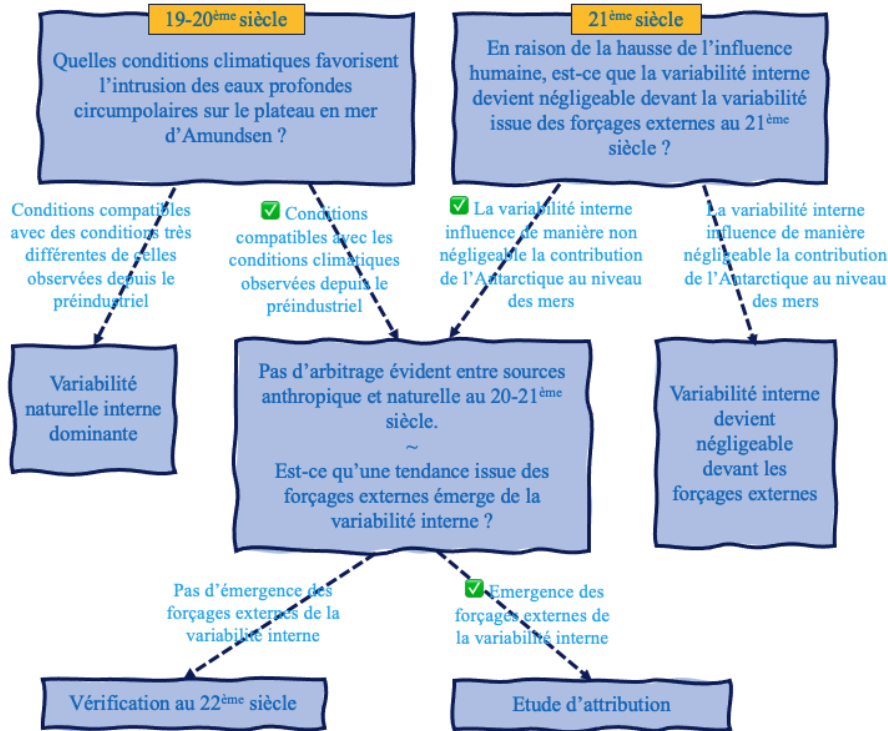 19-20ème siècle
Quelles conditions climatiques favorisent
l'intrusion des eaux profondes
circumpolaires sur le plateau en mer
d'Amundsen ?
21ème siècle
En raison de la hausse de l'influence
humaine, est-ce que la variabilité interne
devient négligeable devant la variabilité
issue des forçages externes au 21ème
siècle ?
Conditions compatibles
avec des conditions très
différentes de celles
observées depuis le
préindustriel
✅ Conditions
compatibles avec les
conditions climatiques
observées depuis le
préindustriel
✅ La variabilité interne
influence de manière non
négligeable la contribution
de l'Antarctique au niveau
des mers
La variabilité interne
influence de manière
négligeable la contribution
de l'Antarctique au niveau
des mers
Variabilité
naturelle interne
dominante
Pas d'arbitrage évident entre sources
anthropique et naturelle au 20-21ème
siècle.
~
Est-ce qu'une tendance issue des
forçages externes émerge de la
variabilité interne ?
Variabilité interne
devient
négligeable
devant les
forçages externes
Pas d'émergence des
forçages externes de la
variabilité interne
✅ Emergence des
forçages externes de
la variabilité interne
Vérification au 22ème siècle
Etude d'attribution